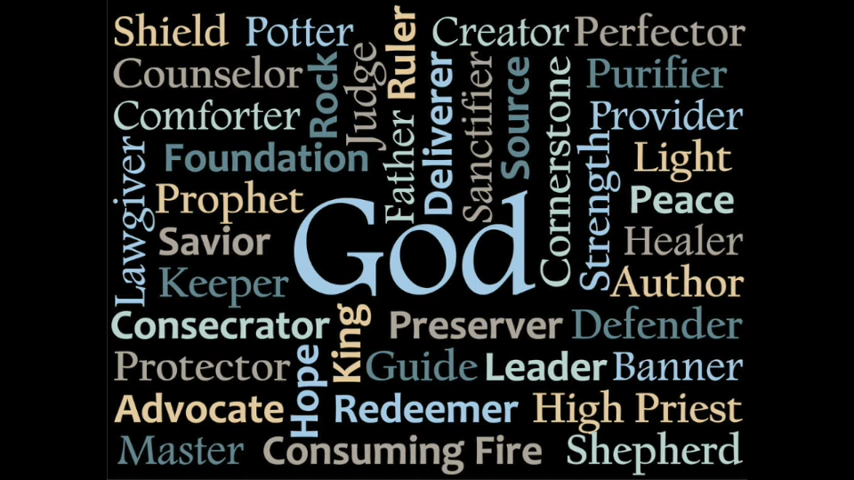 Shield Potter Ruler Creator Perfector
Counselor Rock Judge Deliverer Sanctifier Source Cornerstone Purifier
Comforter Father Provider
Foundation Strength Light
Lawgiver Prophet Peace
God
Savior Healer
Keeper Author
Consecrator King Preserver Defender
Protector Hope Guide Leader Banner
Advocate Redeemer High Priest
Master Consuming Fire Shepherd